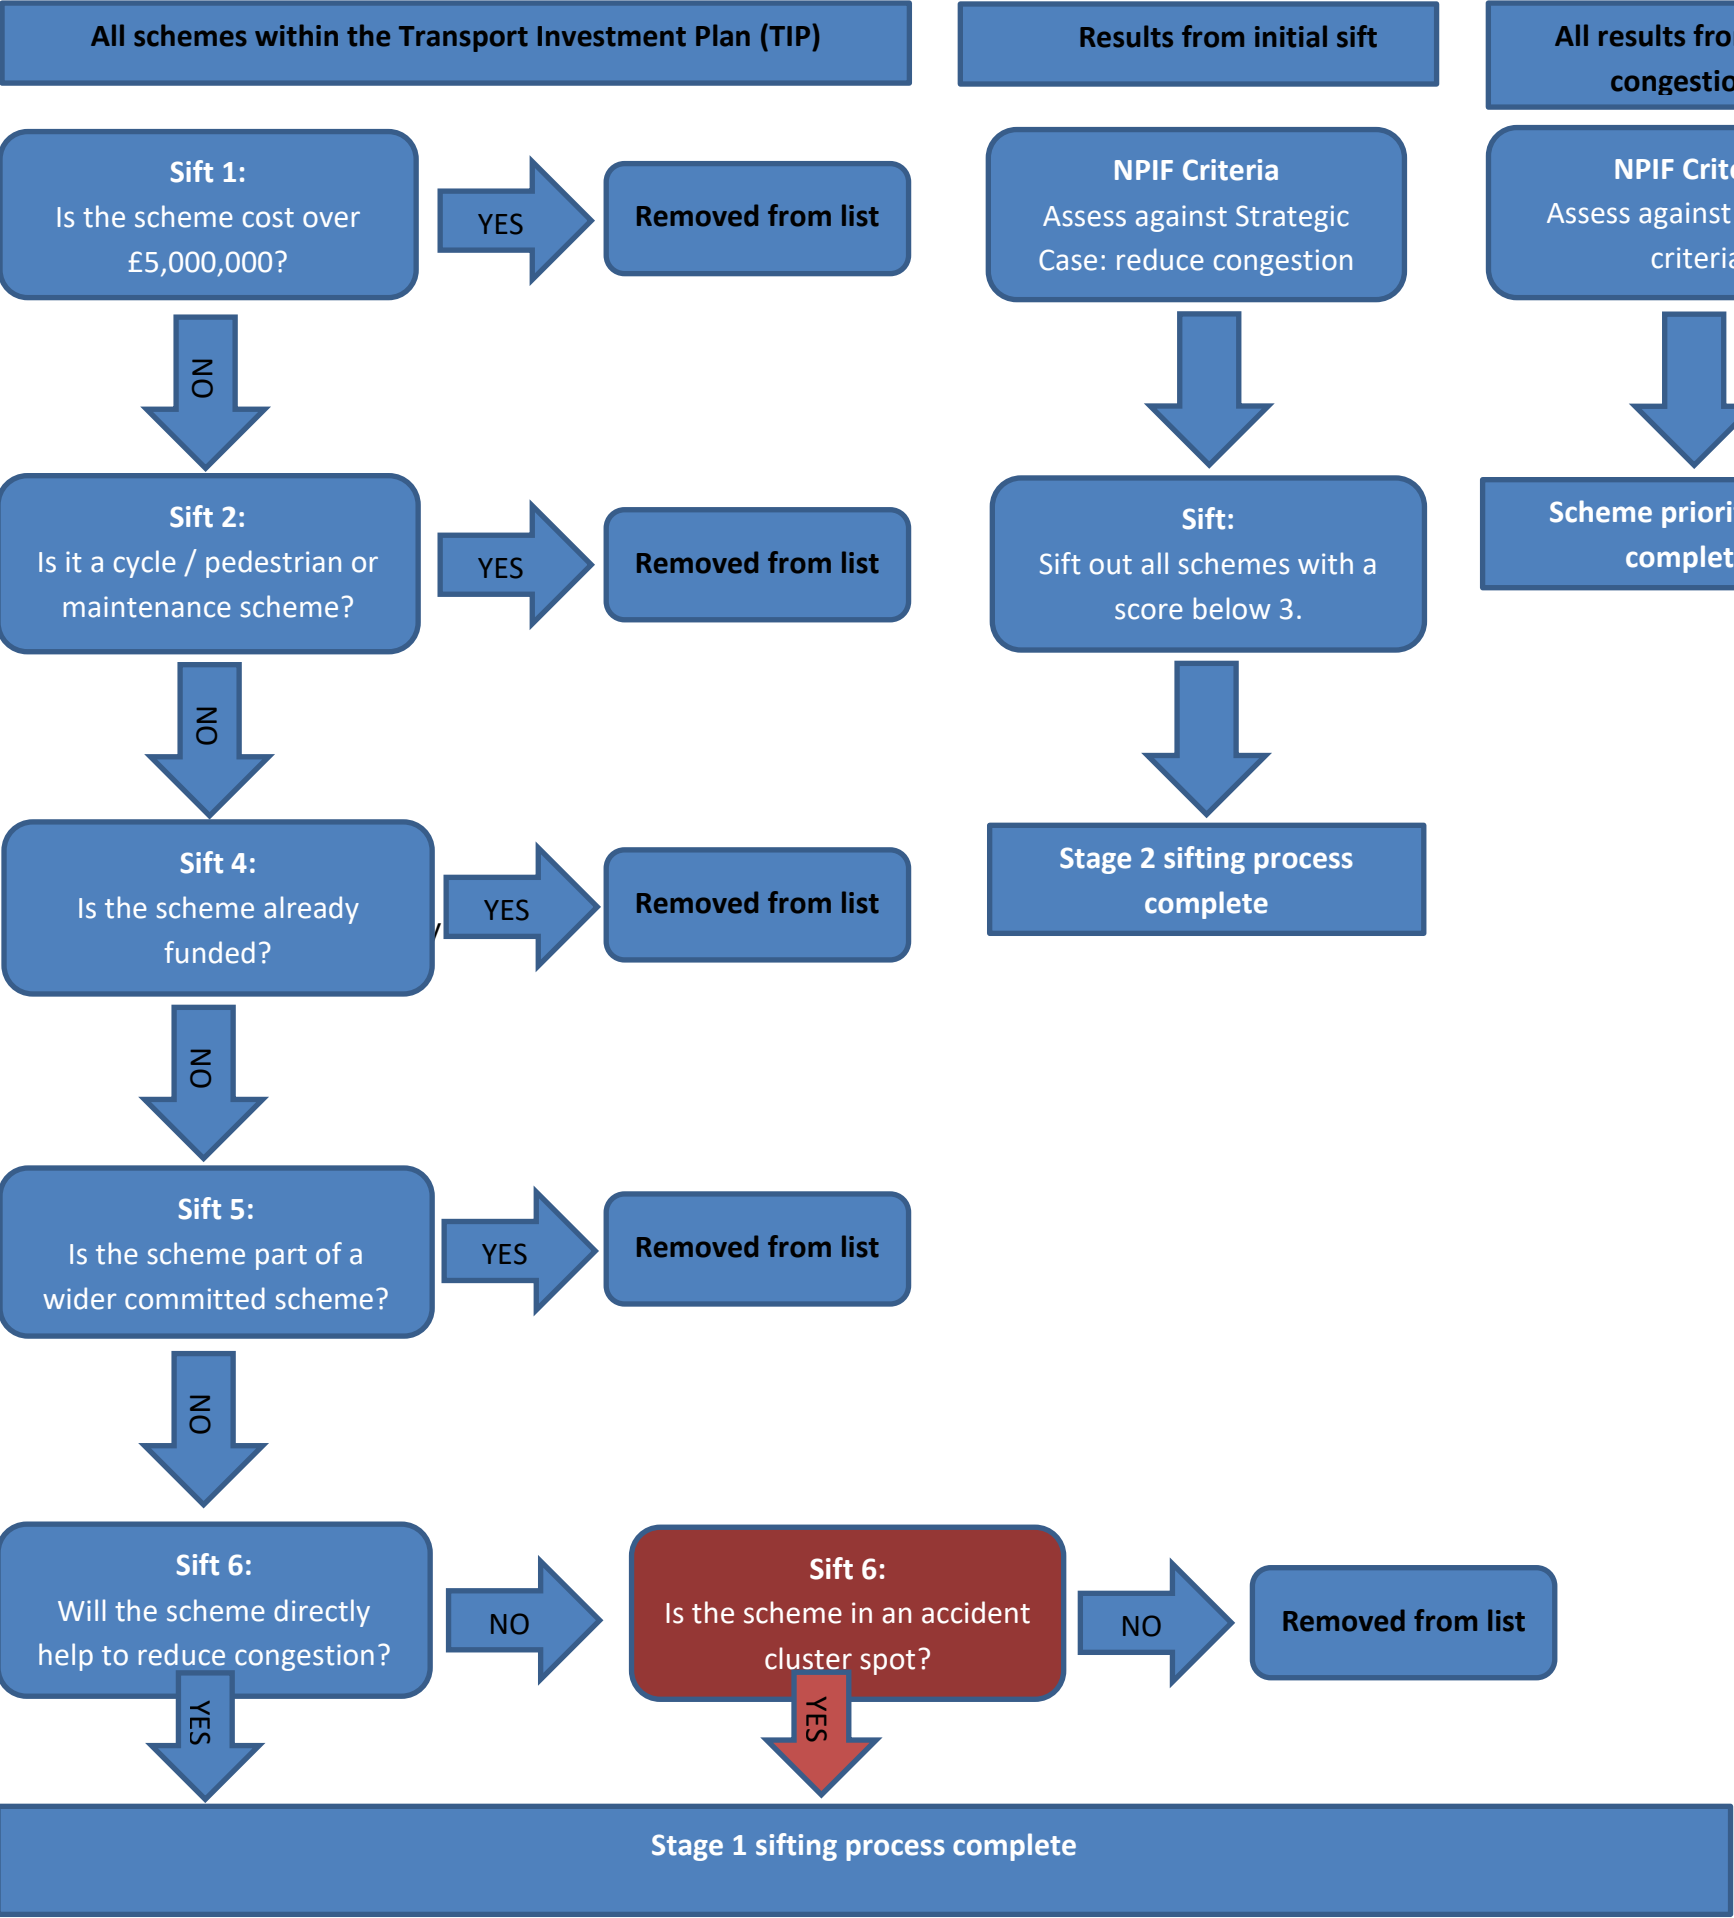 All schemes within the Transport Investment Plan (TIP)
Sift 1:
Is the scheme cost over
£5,000,000?
YES
Removed from list
NO
Sift 2:
Is it a cycle / pedestrian or
maintenance scheme?
YES
Removed from list
NO
Sift 4:
Is the scheme already
funded?
YES
Removed from list
NO
Sift 5:
Is the scheme part of a
wider committed scheme?
YES
Removed from list
NO
Sift 6:
Will the scheme directly
help to reduce congestion?
NO
Sift 6:
Is the scheme in an accident
cluster spot?
NO
Removed from list
YES
YES
Stage 1 sifting process complete
Results from initial sift
NPIF Criteria
Assess against Strategic
Case: reduce congestion
Sift:
Sift out all schemes with a
score below 3.
Stage 2 sifting process
complete
All results
NPIF
Assess against
Scheme